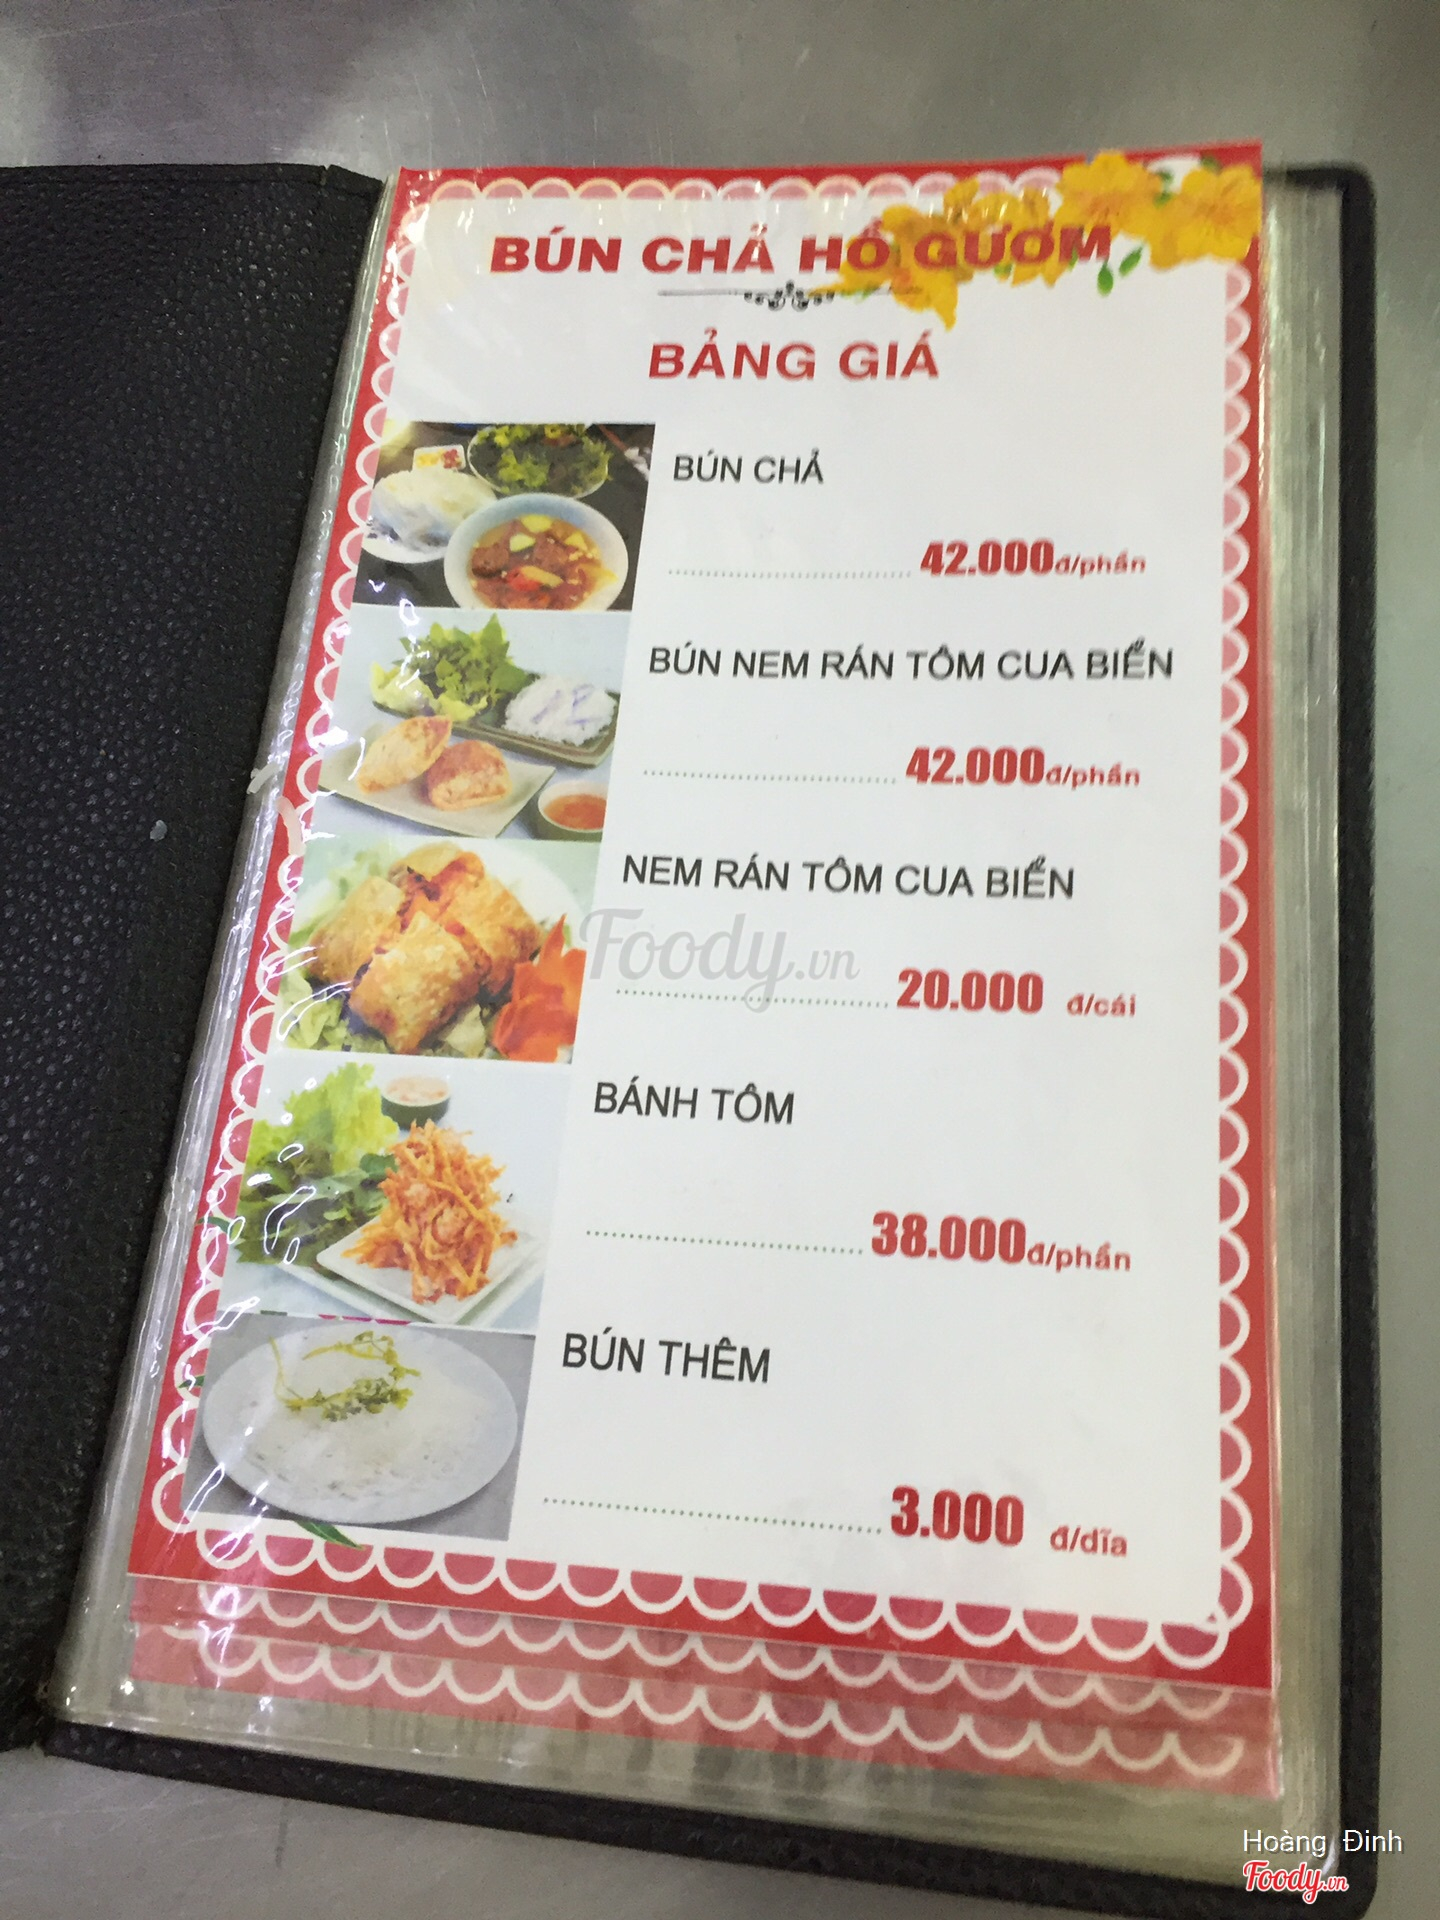 BÚN CHẢ HỒ GƯƠM
BẢNG GIÁ
BÚN CHẢ
42.000đ/phần
BÚN NEM RÁN TÔM CUA BIỂN
42.000đ/phần
NEM RÁN TÔM CUA BIỂN
Foody.vn
20.000 đ/cái
BÁNH TÔM
38.000đ/phần
BÚN THÊM
3.000 đ/dĩa
Hoàng Đinh
Foody.vn